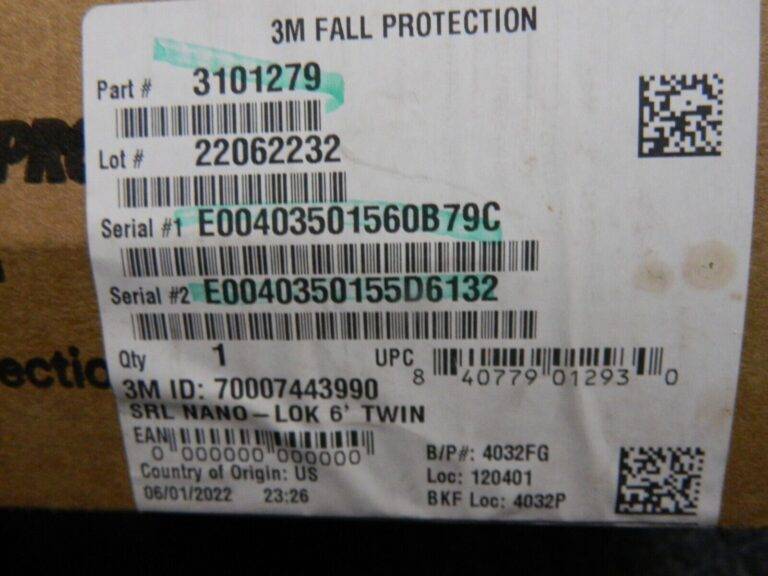 3M FALL PROTECTION
Part # 3101279
Lot # 22062232
Serial #1 E00403501560B79C
Serial #2 E0040350155D6132
Qty 1 UPC 8 40779 01293 0
3M ID: 70007443990
SRL NANO-LOK 6' TWIN
EAN 0 000000 000000
B/P#: 4032FG
Country of Origin: US
Loc: 120401
06/01/2022 23:26
BKF Loc: 4032P
PRO
ectio